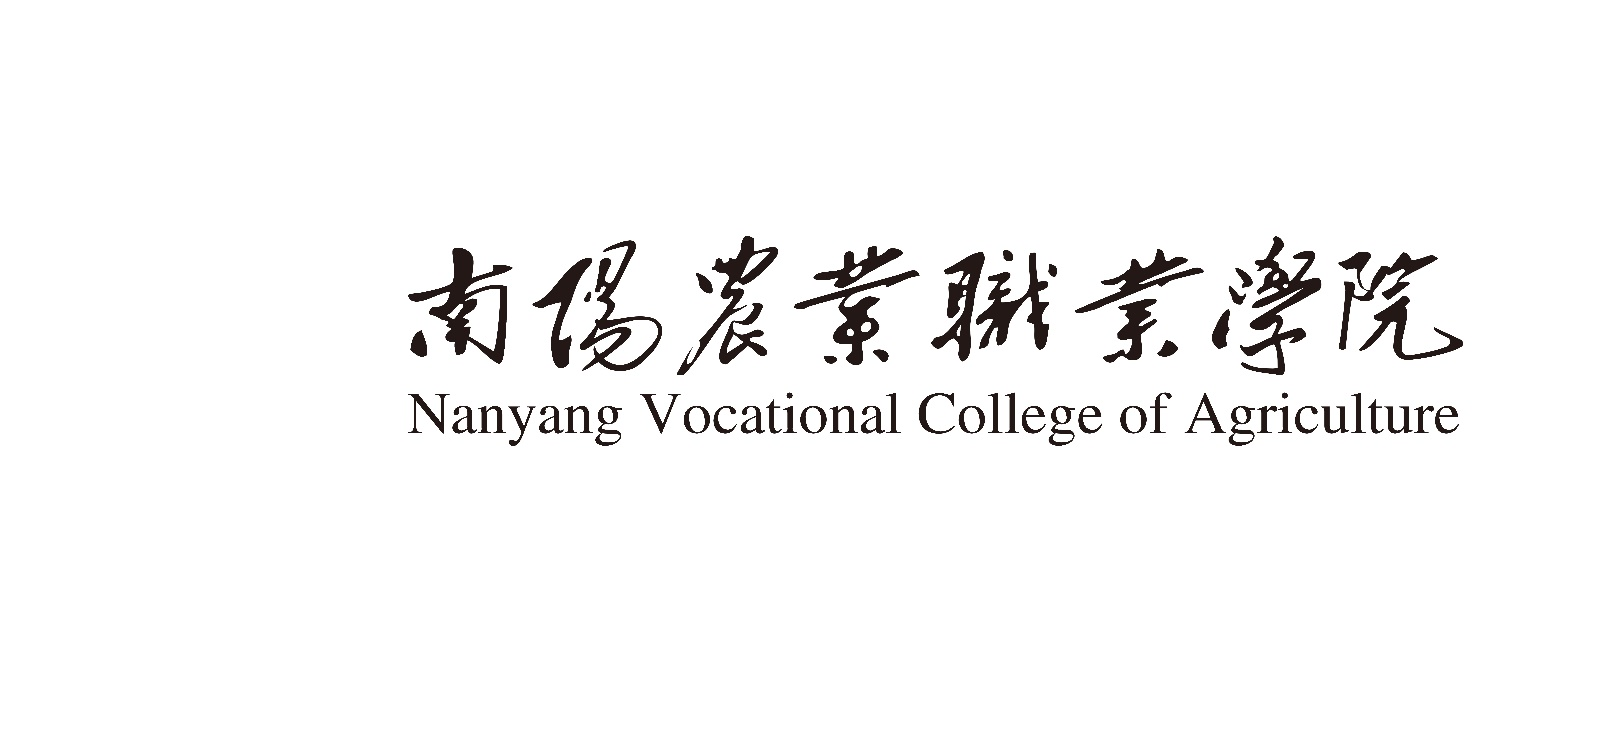 南陽農業職業學院
Nanyang Vocational College of Agriculture